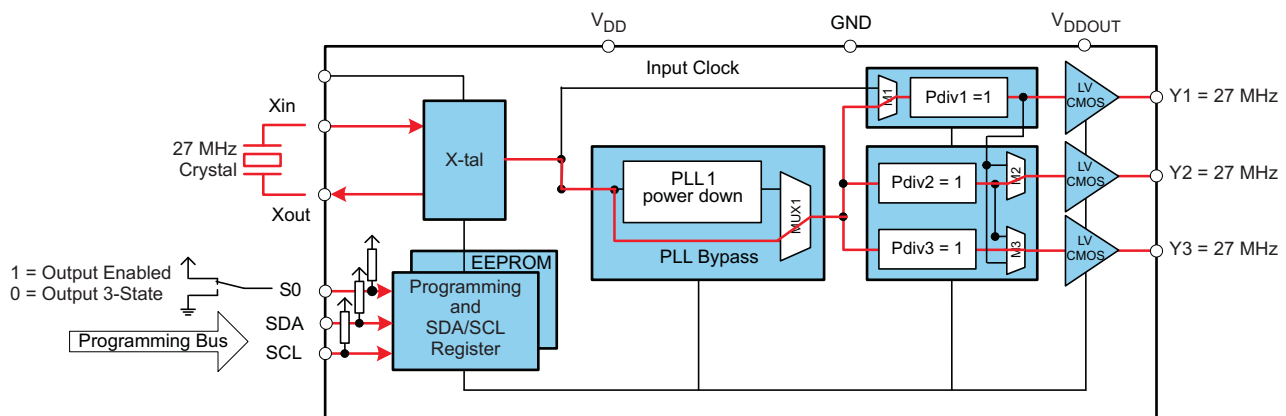 VDD
GND
VDDOUT
Input Clock
Xin
27 MHz
Crystal
Xout
X-tal
M1
Pdiv1 =1
LV
CMOS
Y1 = 27 MHz
PLL1
power down
MUX1
PLL Bypass
Pdiv2 = 1
M2
LV
CMOS
Y2 = 27 MHz
Pdiv3 = 1
M3
LV
CMOS
Y3 = 27 MHz
1 = Output Enabled
0 = Output 3-State
S0
SDA
SCL
Programming Bus
EEPROM
Programming
and
SDA/SCL
Register